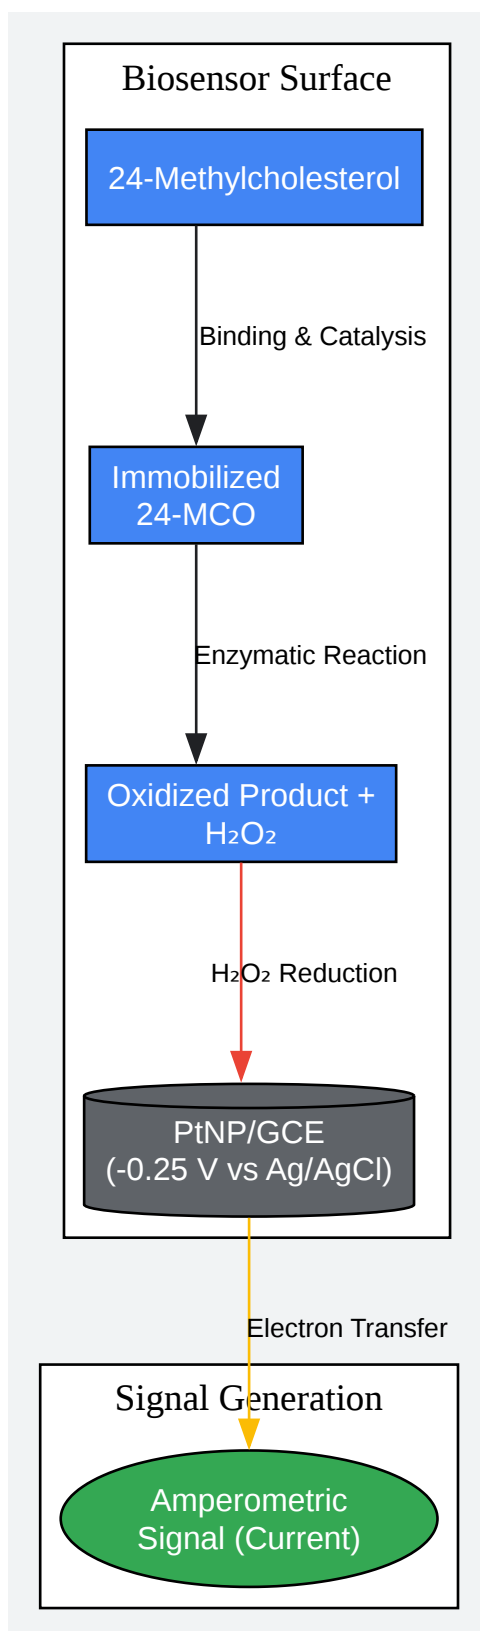 Biosensor Surface
24-Methylcholesterol
Binding & Catalysis
Immobilized
24-MCO
Enzymatic Reaction
Oxidized Product +
H₂O₂
H₂O₂ Reduction
PtNP/GCE
(-0.25 V vs Ag/AgCl)
Electron Transfer
Signal Generation
Amperometric
Signal (Current)